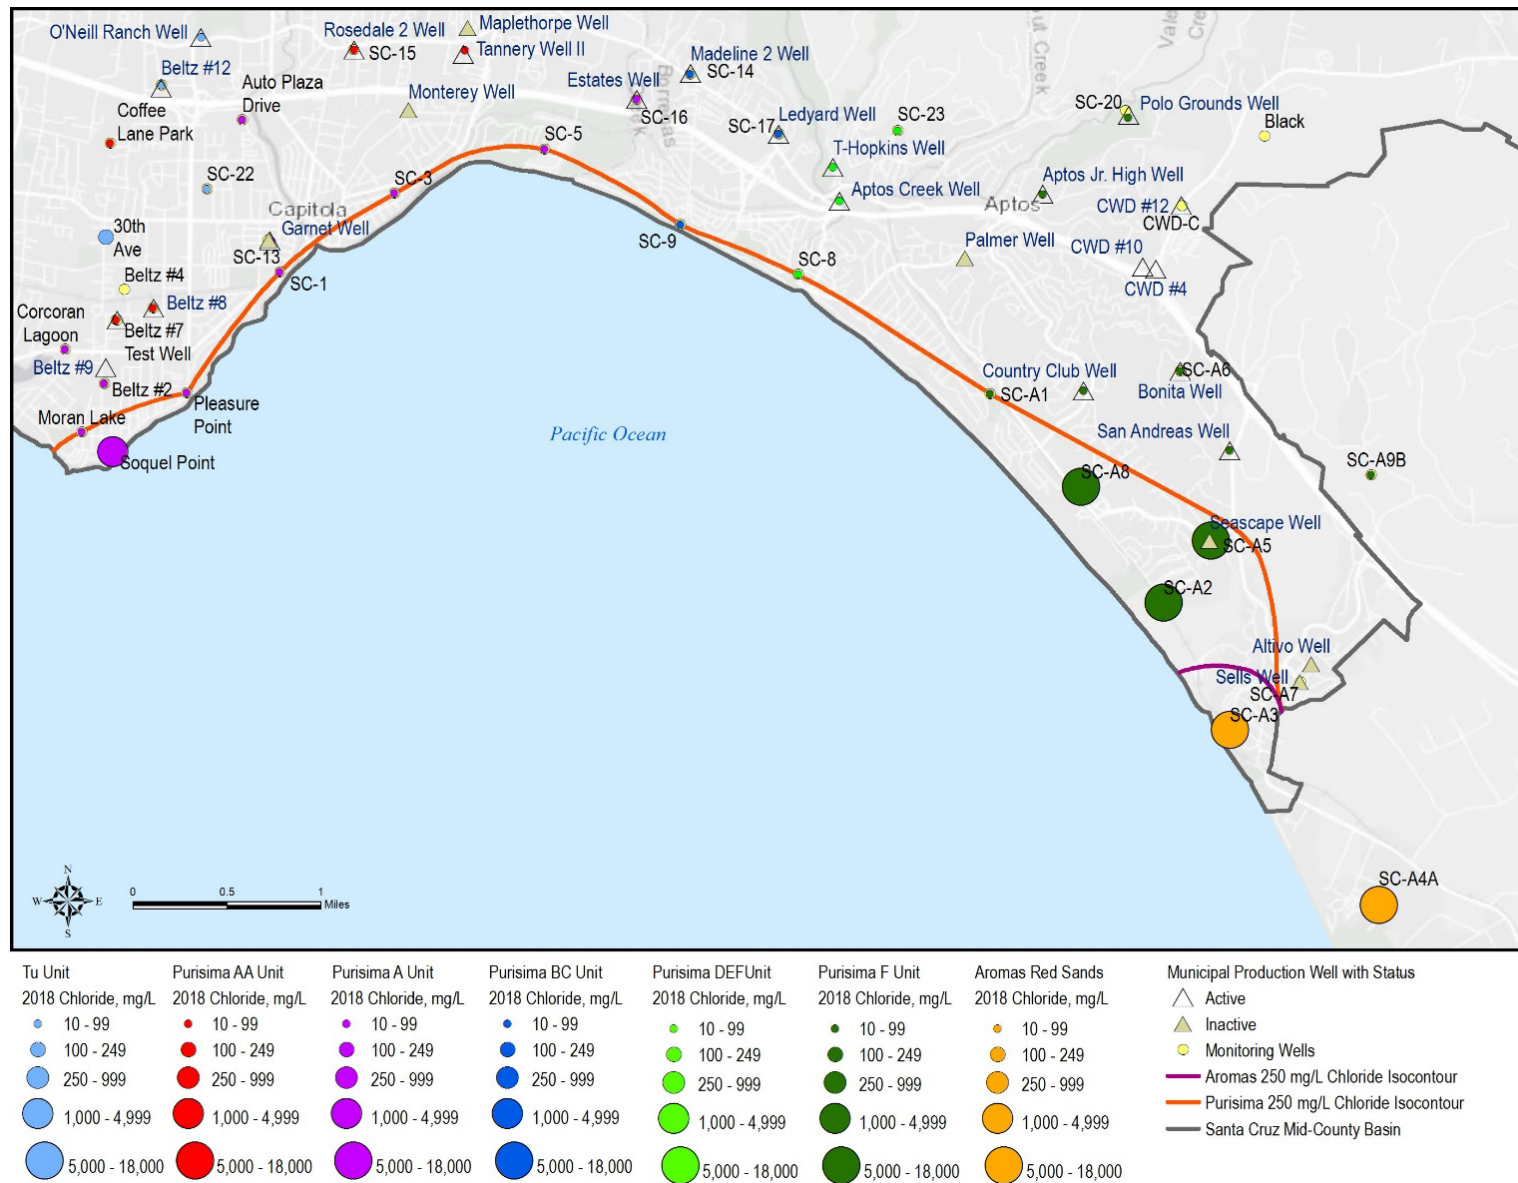 O'Neill Ranch Well
Rosedale 2 Well
Maplethorpe Well
SC-15
Tannery Well II
Beltz #12
Auto Plaza
Drive
Monterey Well
Coffee
Lane Park
Estates Well
SC-16
Madeline 2 Well
SC-14
SC-17
Ledyard Well
SC-23
T-Hopkins Well
Aptos Creek Well
SC-20
Polo Grounds Well
Black
Aptos Jr. High Well
Aptos
CWD #12
CWD-C
CWD #10
CWD #4
Palmer Well
SC-5
SC-3
SC-22
Capitola
Garnet Well
SC-13
SC-1
30th
Ave
Beltz #4
Beltz #8
Corcoran
Lagoon
Beltz #7
Test Well
Beltz #9
Beltz #2
Moran Lake
Pleasure
Point
Soquel Point
SC-9
SC-8
Pacific Ocean
Country Club Well
SC-A1
SC-A6
Bonita Well
San Andreas Well
SC-A9B
SC-A8
Seascape Well
SC-A5
SC-A2
Altivo Well
Sells Well
SC-A7
SC-A3
SC-A4A
N
W E
S
0 0.5 1
Miles
Tu Unit
2018 Chloride, mg/L
10 - 99
100 - 249
250 - 999
1,000 - 4,999
5,000 - 18,000
Purisima AA Unit
2018 Chloride, mg/L
10 - 99
100 - 249
250 - 999
1,000 - 4,999
5,000 - 18,000
Purisima A Unit
2018 Chloride, mg/L
10 - 99
100 - 249
250 - 999
1,000 - 4,999
5,000 - 18,000
Purisima BC Unit
2018 Chloride, mg/L
10 - 99
100 - 249
250 - 999
1,000 - 4,999
5,000 - 18,000
Purisima DEFUnit
2018 Chloride, mg/L
10 - 99
100 - 249
250 - 999
1,000 - 4,999
5,000 - 18,000
Purisima F Unit
2018 Chloride, mg/L
10 - 99
100 - 249
250 - 999
1,000 - 4,999
5,000 - 18,000
Aromas Red Sands
2018 Chloride, mg/L
10 - 99
100 - 249
250 - 999
1,000 - 4,999
5,000 - 18,000
Municipal Production Well with Status
Active
Inactive
Monitoring Wells
Aromas 250 mg/L Chloride Isocontour
Purisima 250 mg/L Chloride Isocontour
Santa Cruz Mid-County Basin